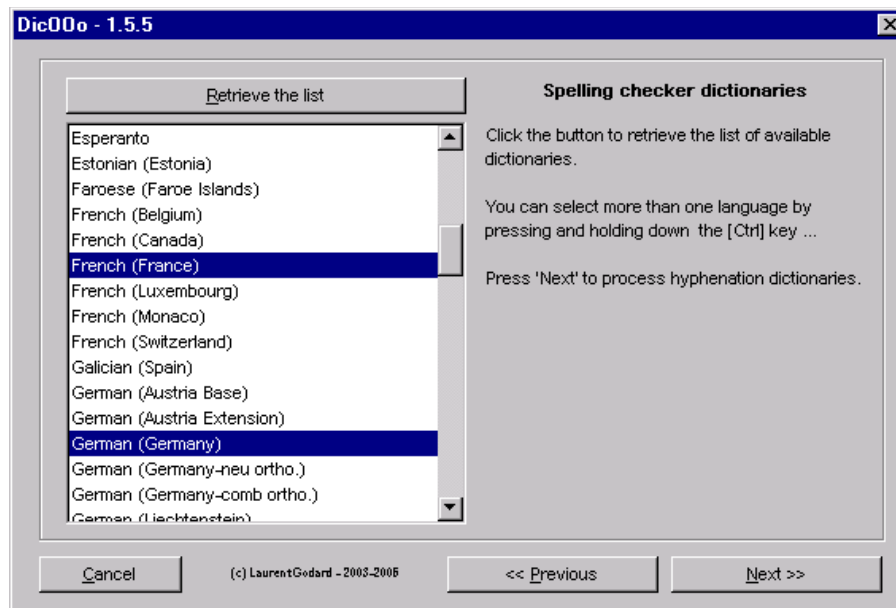 DicOOo - 1.5.5
Retrieve the list
Esperanto
Estonian (Estonia)
Faroese (Faroe Islands)
French (Belgium)
French (Canada)
French (France)
French (Luxembourg)
French (Monaco)
French (Switzerland)
Galician (Spain)
German (Austria Base)
German (Austria Extension)
German (Germany)
German (Germany-neu ortho.)
German (Germany-comb ortho.)
German (Liechtenstein)
Spelling checker dictionaries
Click the button to retrieve the list of available
dictionaries.
You can select more than one language by
pressing and holding down the [Ctrl] key ...
Press 'Next' to process hyphenation dictionaries.
Cancel
(c) Laurent Godard - 2003-2005
<< Previous
Next >>